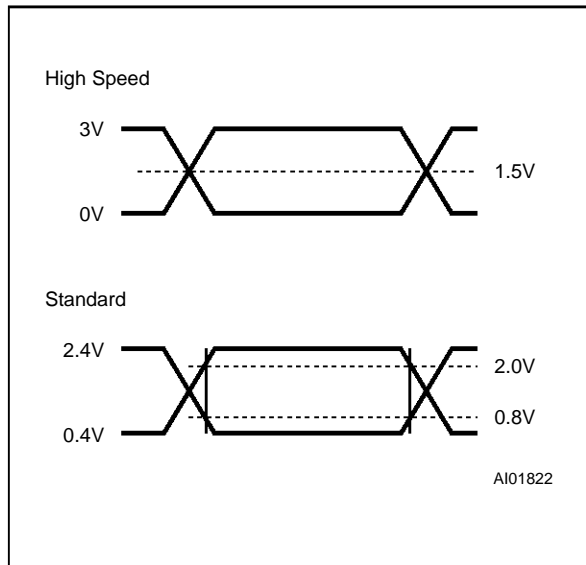 High Speed
3V
1.5V
0V
Standard
2.4V
2.0V
0.8V
0.4V
AI01822